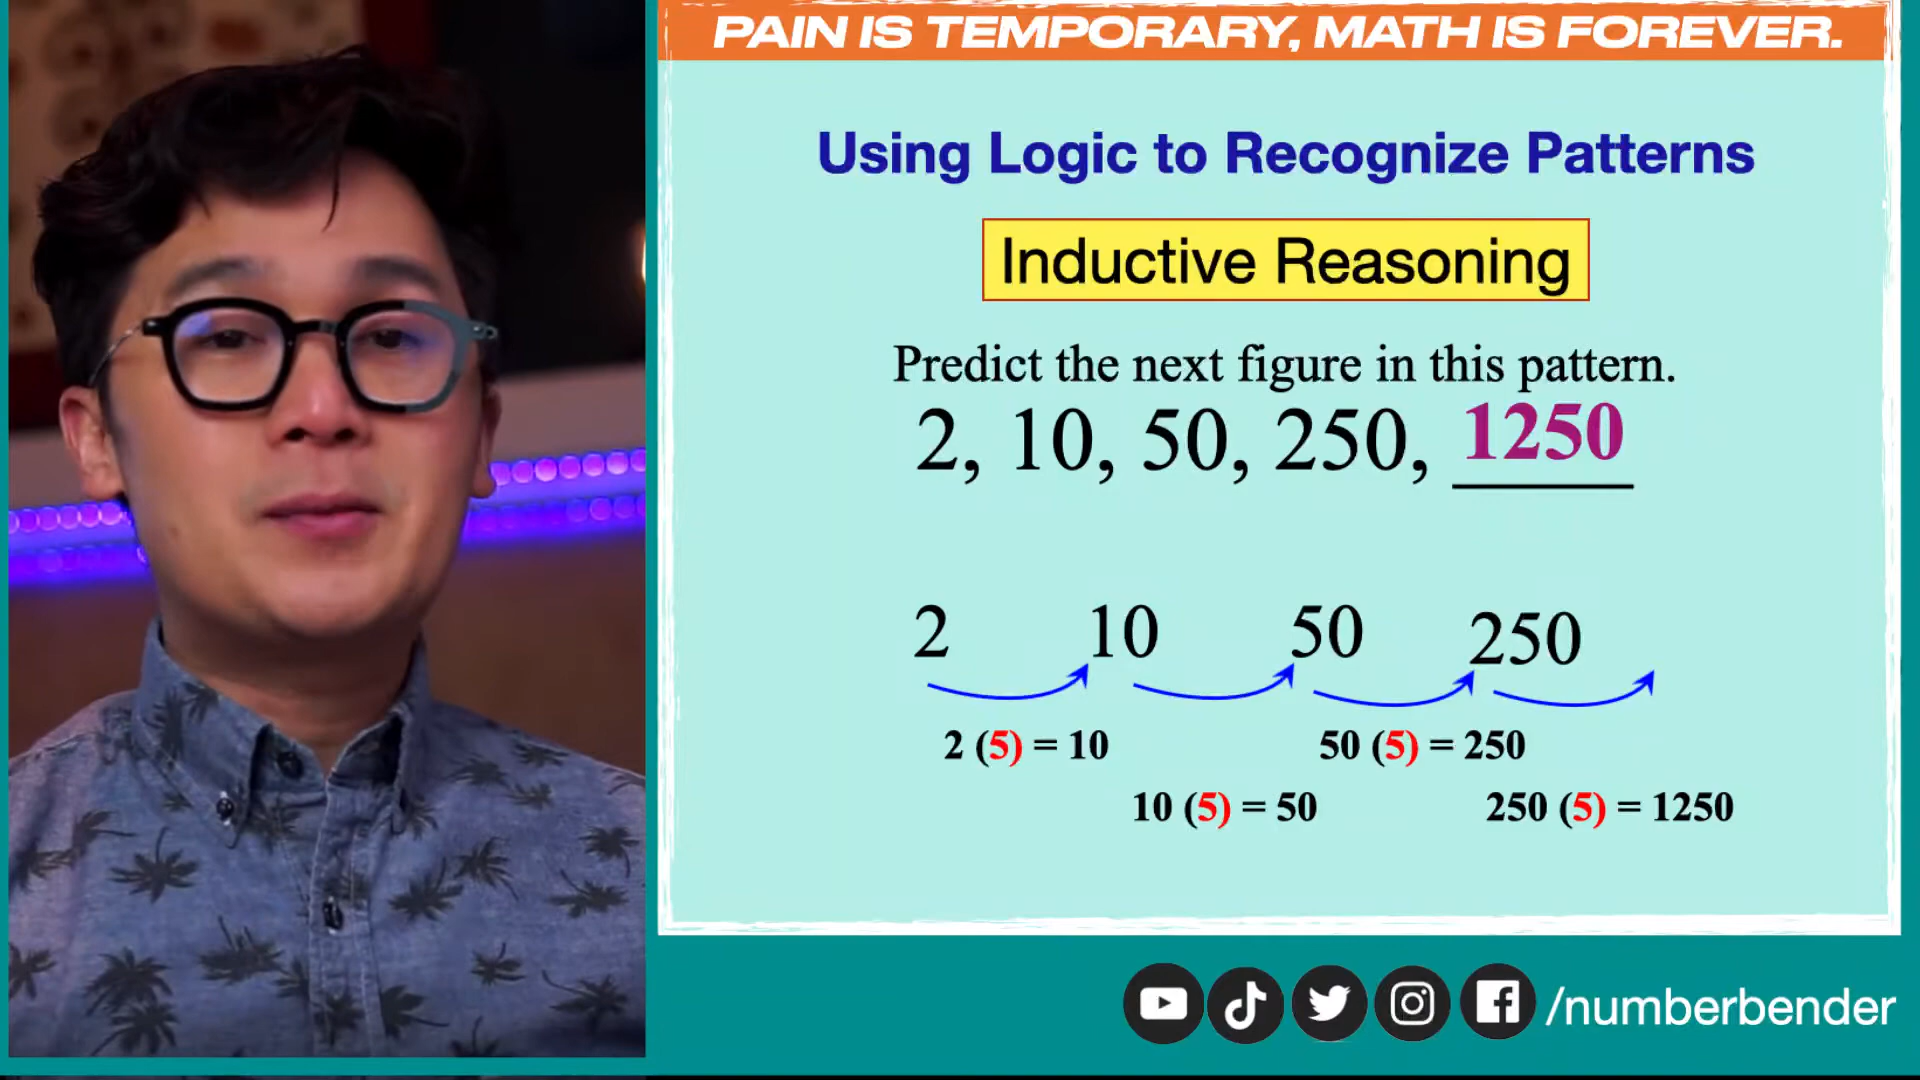 PAIN IS TEMPORARY, MATH IS FOREVER.
Using Logic to Recognize Patterns
Inductive Reasoning
Predict the next figure in this pattern.
2, 10, 50, 250, 1250
2 10 50 250
2 (5) = 10 50 (5) = 250
10 (5) = 50 250 (5) = 1250
/numberbender